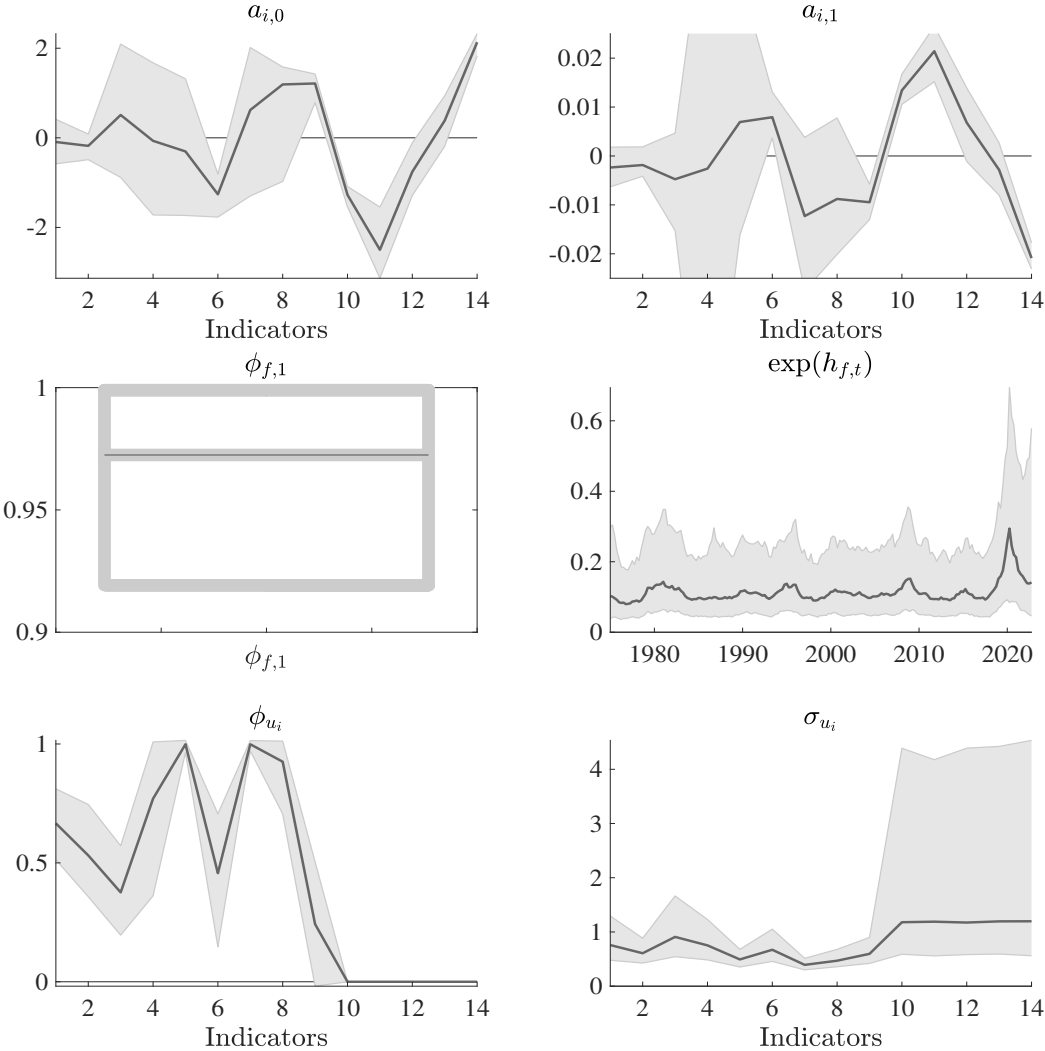 a_{i,0}
2
0
-2
2 4 6 8 10 12 14
Indicators
a_{i,1}
0.02
0.01
0
-0.01
-0.02
2 4 6 8 10 12 14
Indicators
ϕ_{f,1}
1
0.95
0.9
ϕ_{f,1}
exp(h_{f,t})
0.6
0.4
0.2
0
1980 1990 2000 2010 2020
ϕ_{u_i}
1
0.5
0
2 4 6 8 10 12 14
Indicators
σ_{u_i}
4
3
2
1
0
2 4 6 8 10 12 14
Indicators